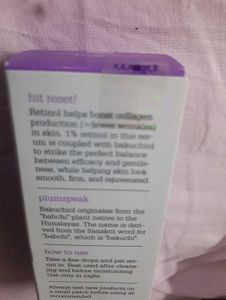 hit reset!
Retinol helps boost collagen
production (=fewer wrinkles)
in skin. 1% retinol in this ser-
um is coupled with bakuchiol
to strike the perfect balance
between efficacy and gentle-
ness, while helping skin look
smooth, firm, and rejuvenated.
plumspeak
Bakuchiol originates from the
"babchi" plant native to the
Himalayas. The name is deri-
ved from the Sanskrit word for
"babchi", which is "bakuchi".
how to use
Take a few drops and pat ser-
um in. Best used after cleans-
ing and before moisturizing.
Use only at night.
Always test new products on
a small patch before using as
recommended.